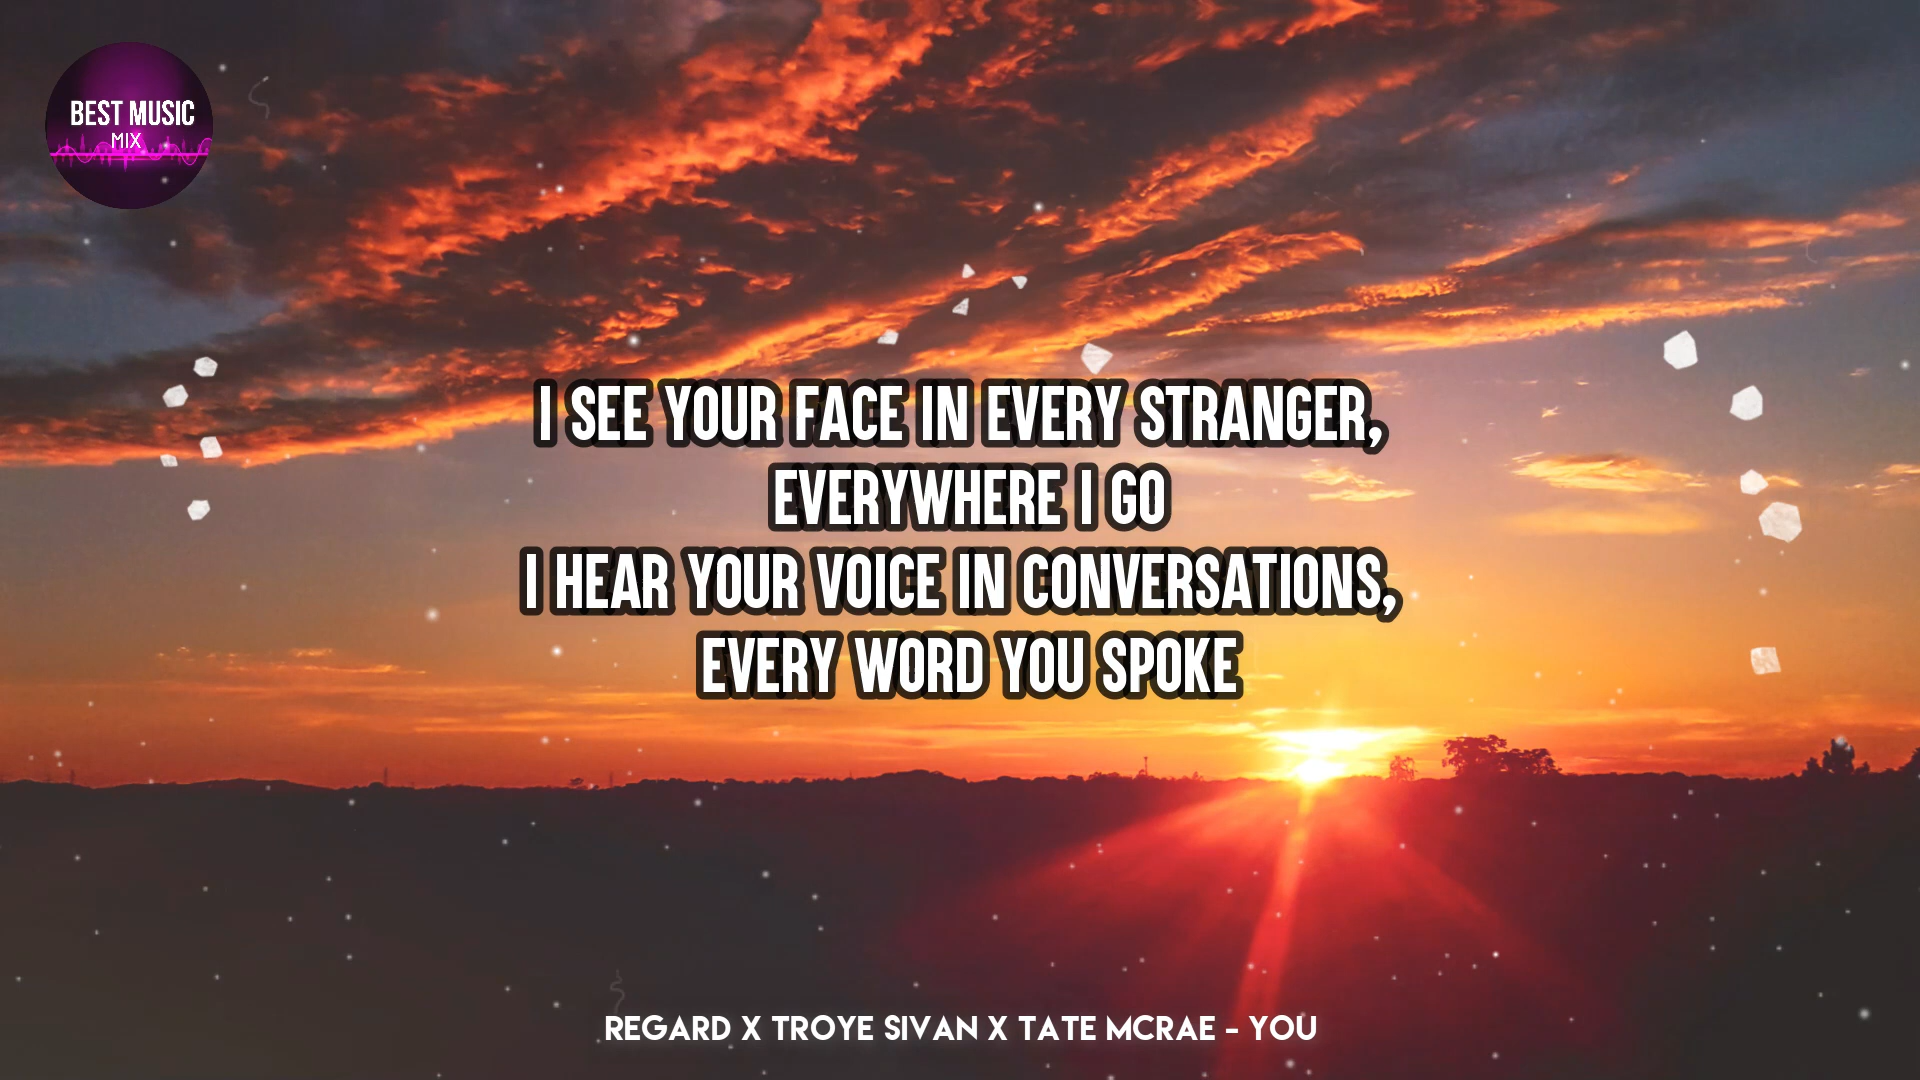 BEST MUSIC
MIX
I SEE YOUR FACE IN EVERY STRANGER,
EVERYWHERE I GO
I HEAR YOUR VOICE IN CONVERSATIONS,
EVERY WORD YOU SPOKE
REGARD X TROYE SIVAN X TATE MCRAE - YOU